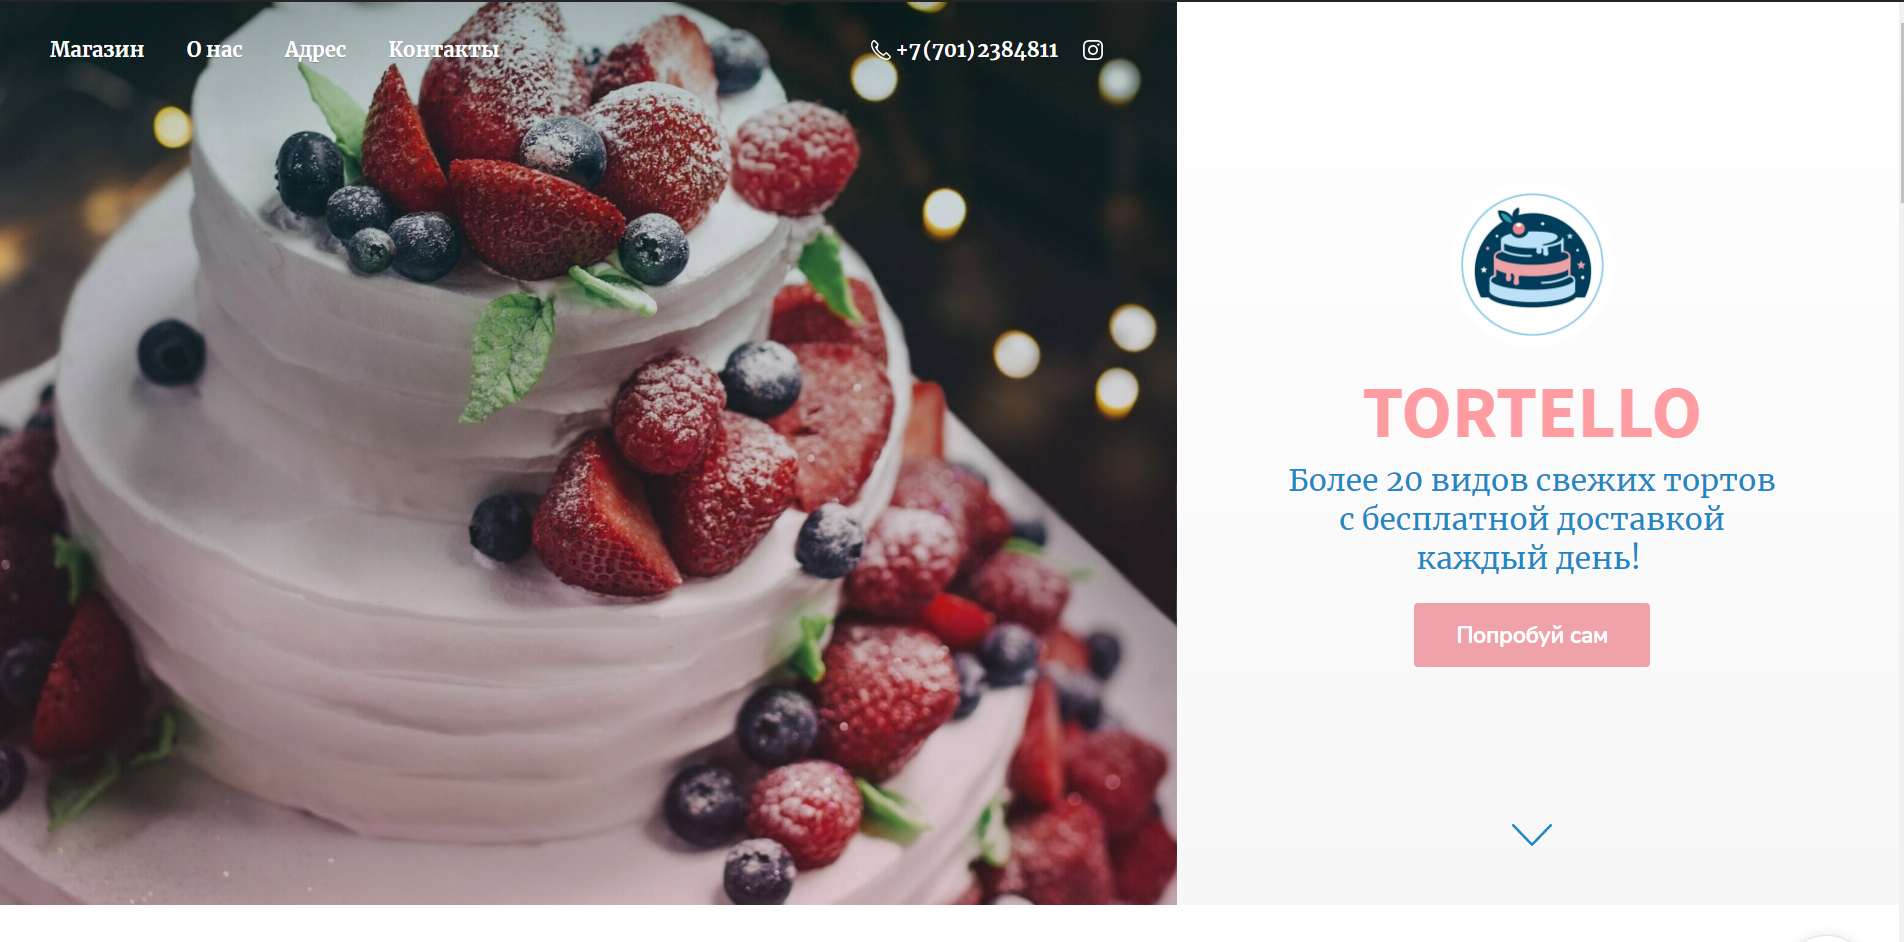 Магазин О нас Адрес Контакты +7(701)2384811
TORTELLO
Более 20 видов свежих тортов
с бесплатной доставкой
каждый день!
Попробуй сам